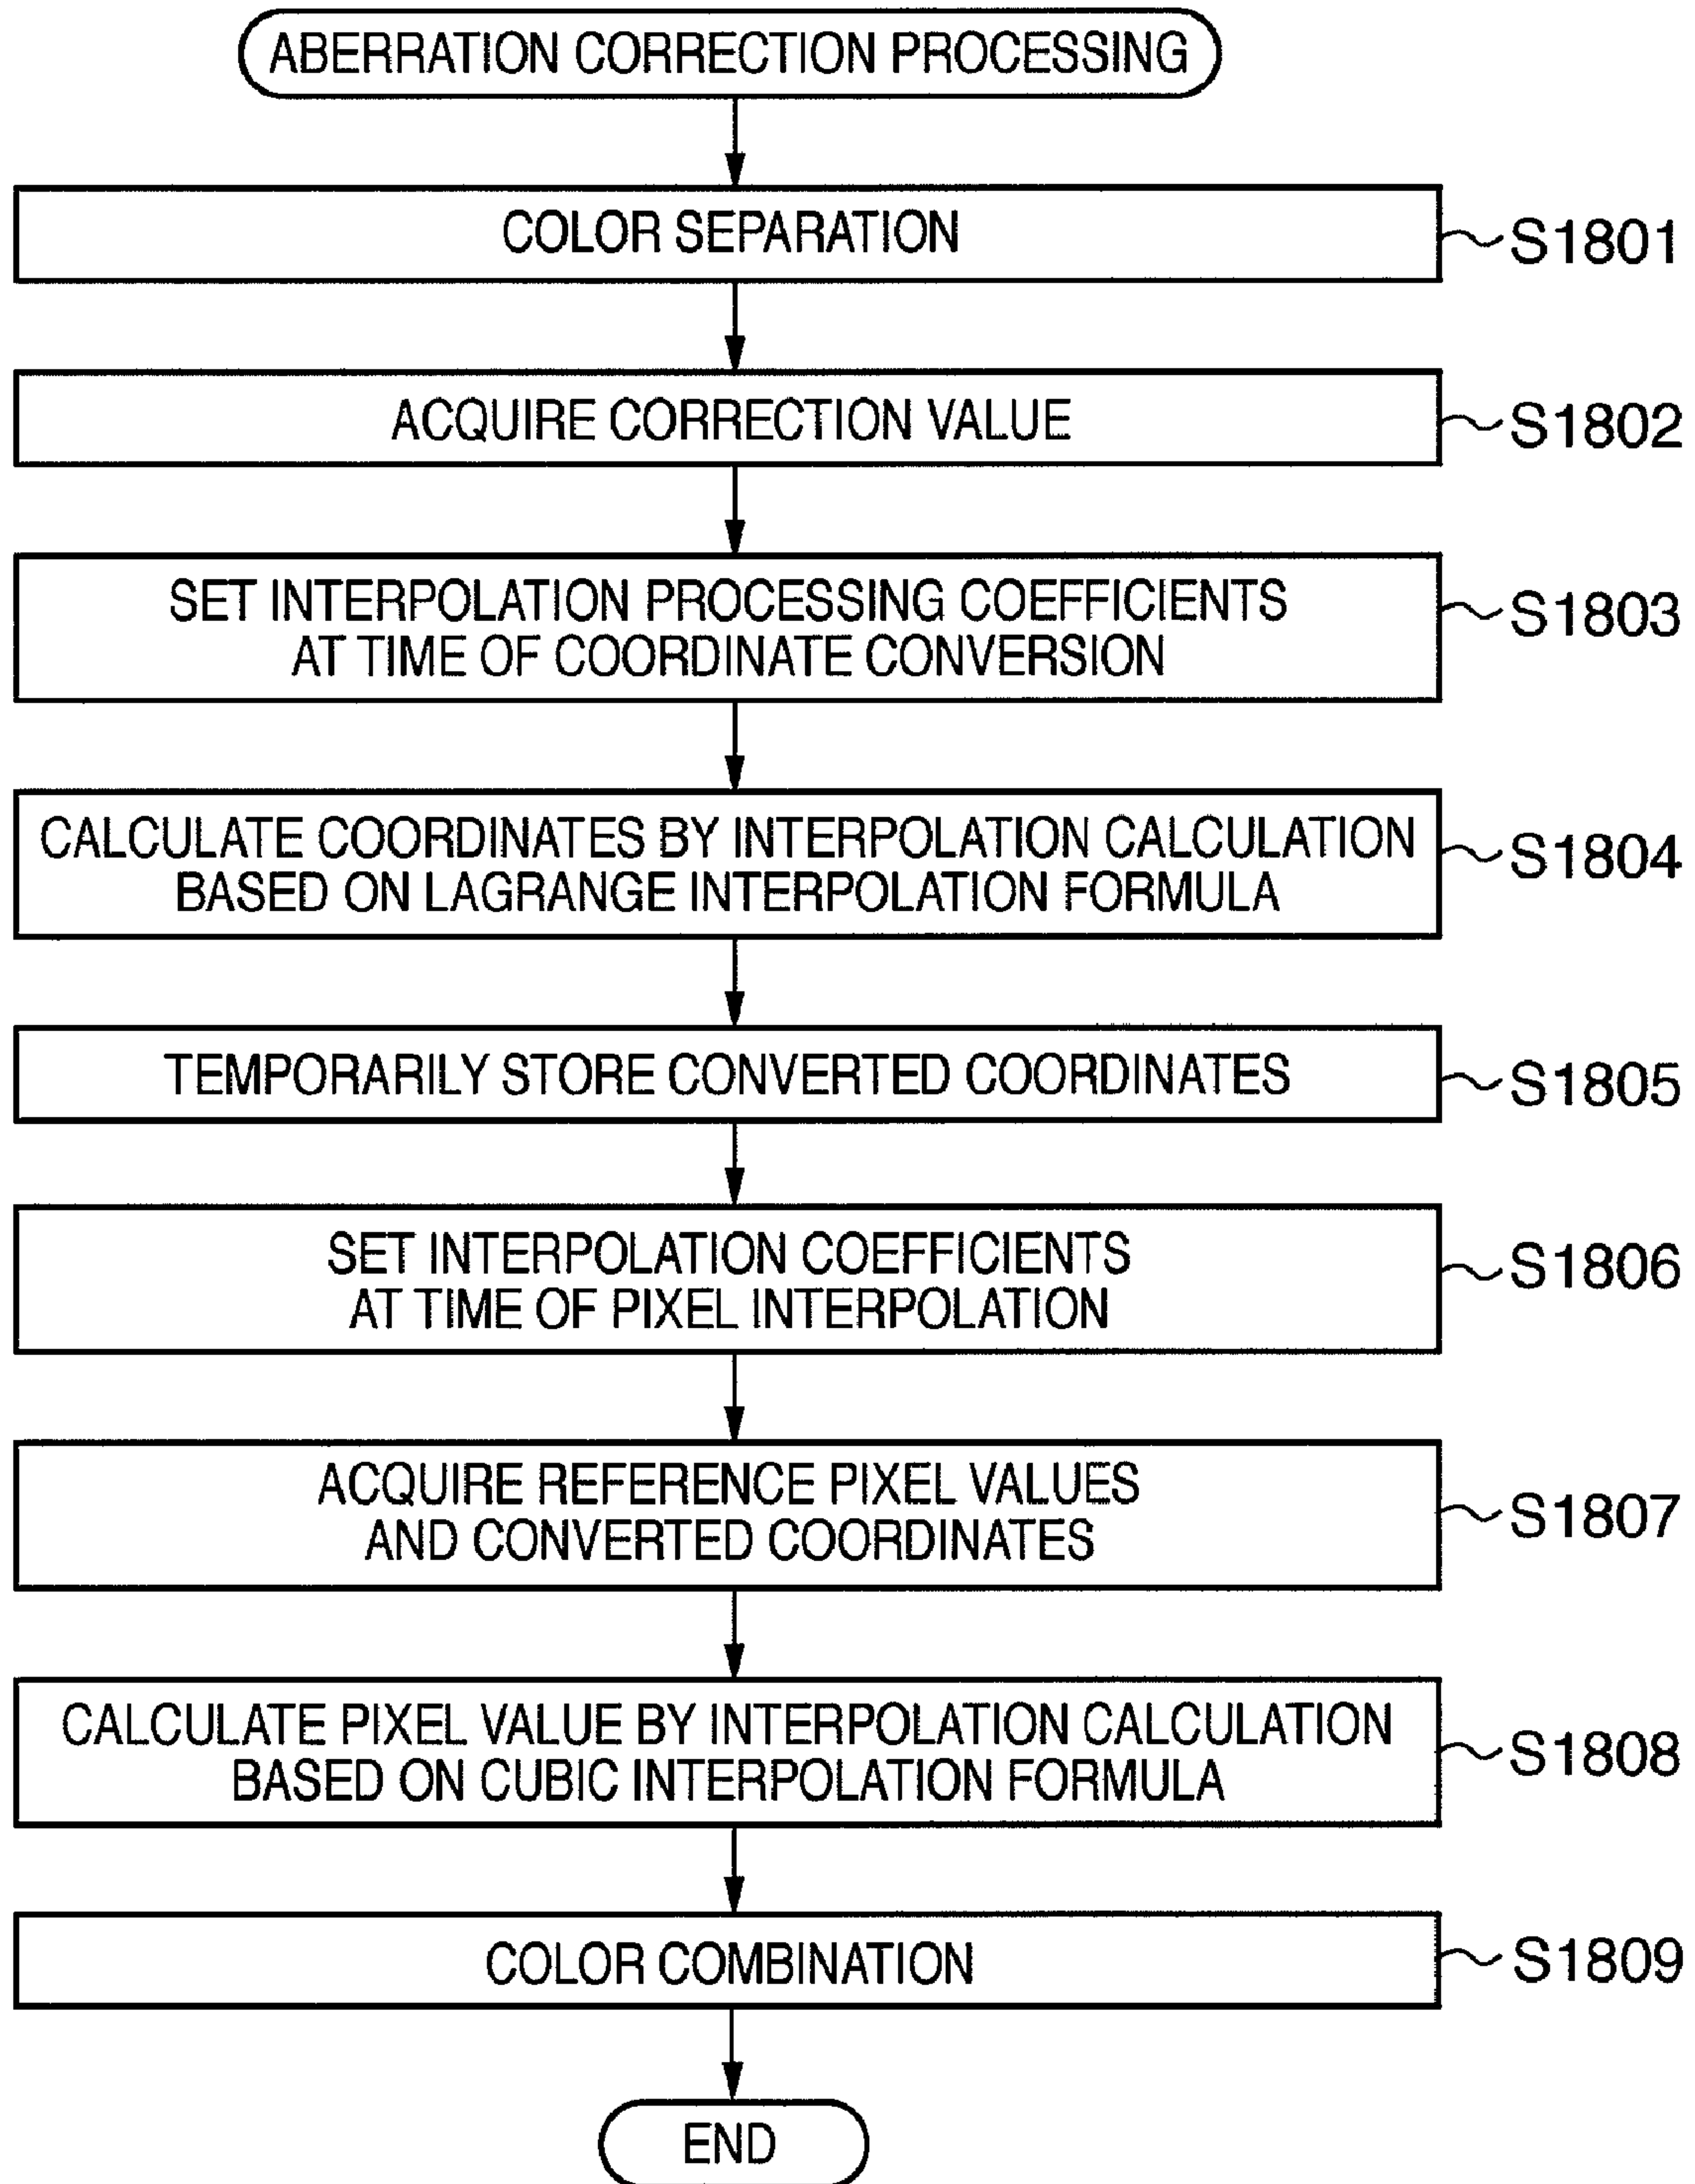 ABERRATION CORRECTION PROCESSING
COLOR SEPARATION
S1801
ACQUIRE CORRECTION VALUE
S1802
SET INTERPOLATION PROCESSING COEFFICIENTS
AT TIME OF COORDINATE CONVERSION
S1803
CALCULATE COORDINATES BY INTERPOLATION CALCULATION
BASED ON LAGRANGE INTERPOLATION FORMULA
S1804
TEMPORARILY STORE CONVERTED COORDINATES
S1805
SET INTERPOLATION COEFFICIENTS
AT TIME OF PIXEL INTERPOLATION
S1806
ACQUIRE REFERENCE PIXEL VALUES
AND CONVERTED COORDINATES
S1807
CALCULATE PIXEL VALUE BY INTERPOLATION CALCULATION
BASED ON CUBIC INTERPOLATION FORMULA
S1808
COLOR COMBINATION
S1809
END